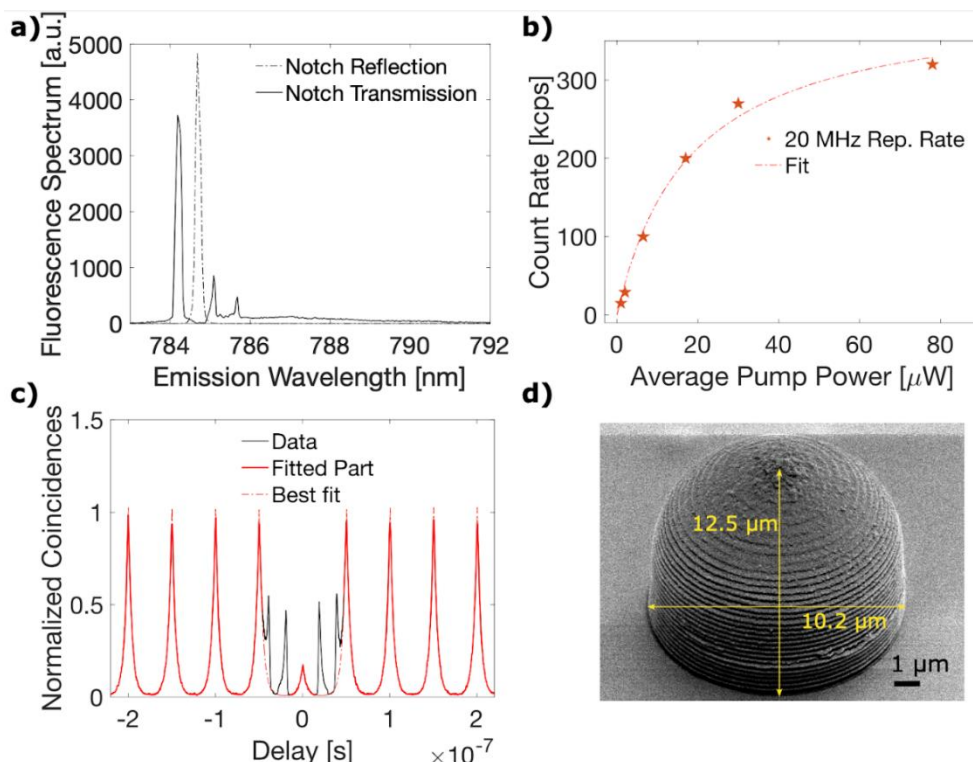 a)
5000
4000
3000
2000
1000
0
Fluorescence Spectrum [a.u.]
Notch Reflection
Notch Transmission
784
786
788
790
792
Emission Wavelength [nm]
b)
300
200
100
0
Count Rate [kcps]
20 MHz Rep. Rate
Fit
0
20
40
60
80
Average Pump Power [μW]
c)
1.5
1
0.5
0
Normalized Coincidences
Data
Fitted Part
Best fit
-2
-1
0
1
2
×10⁻⁷
Delay [s]
d)
12.5 μm
10.2 μm
1 μm